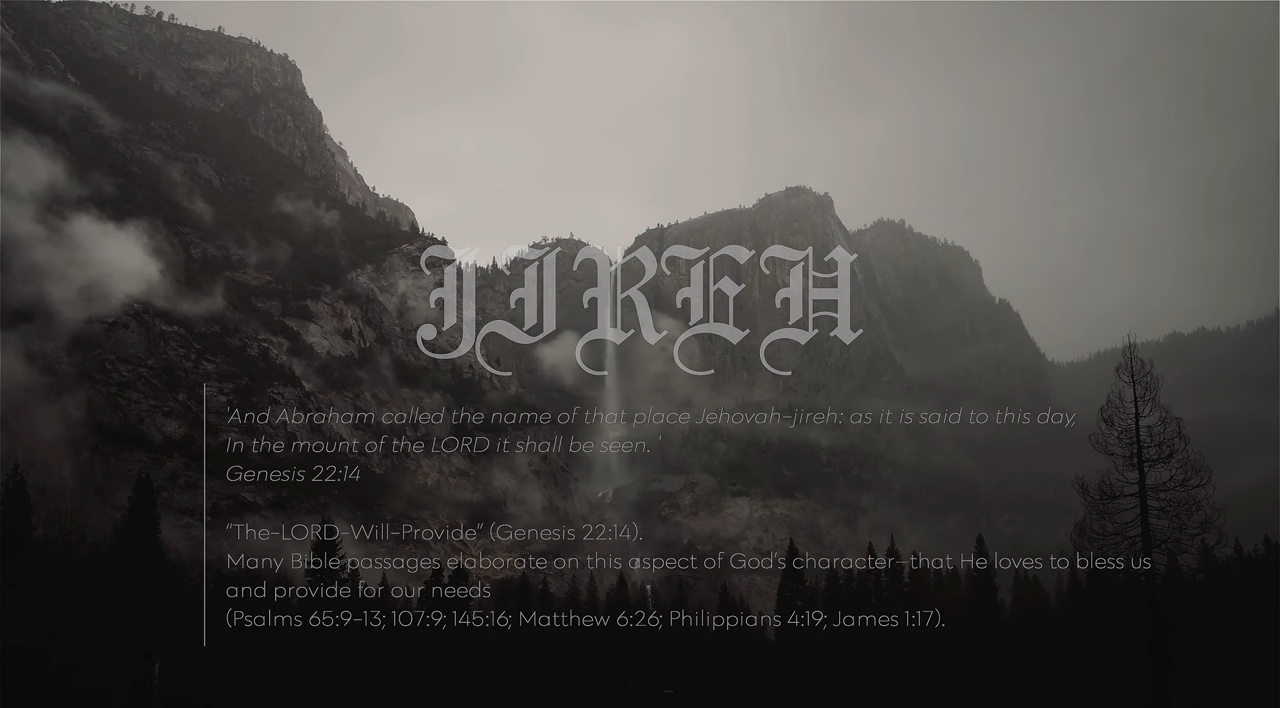 JIREH
'And Abraham called the name of that place Jehovah-jireh: as it is said to this day,
'In the mount of the LORD it shall be seen.'
Genesis 22:14
“The-LORD-Will-Provide” (Genesis 22:14).
Many Bible passages elaborate on this aspect of God's character—that He loves to bless us
and provide for our needs
(Psalms 65:9-13; 107:9; 145:16; Matthew 6:26; Philippians 4:19; James 1:17).